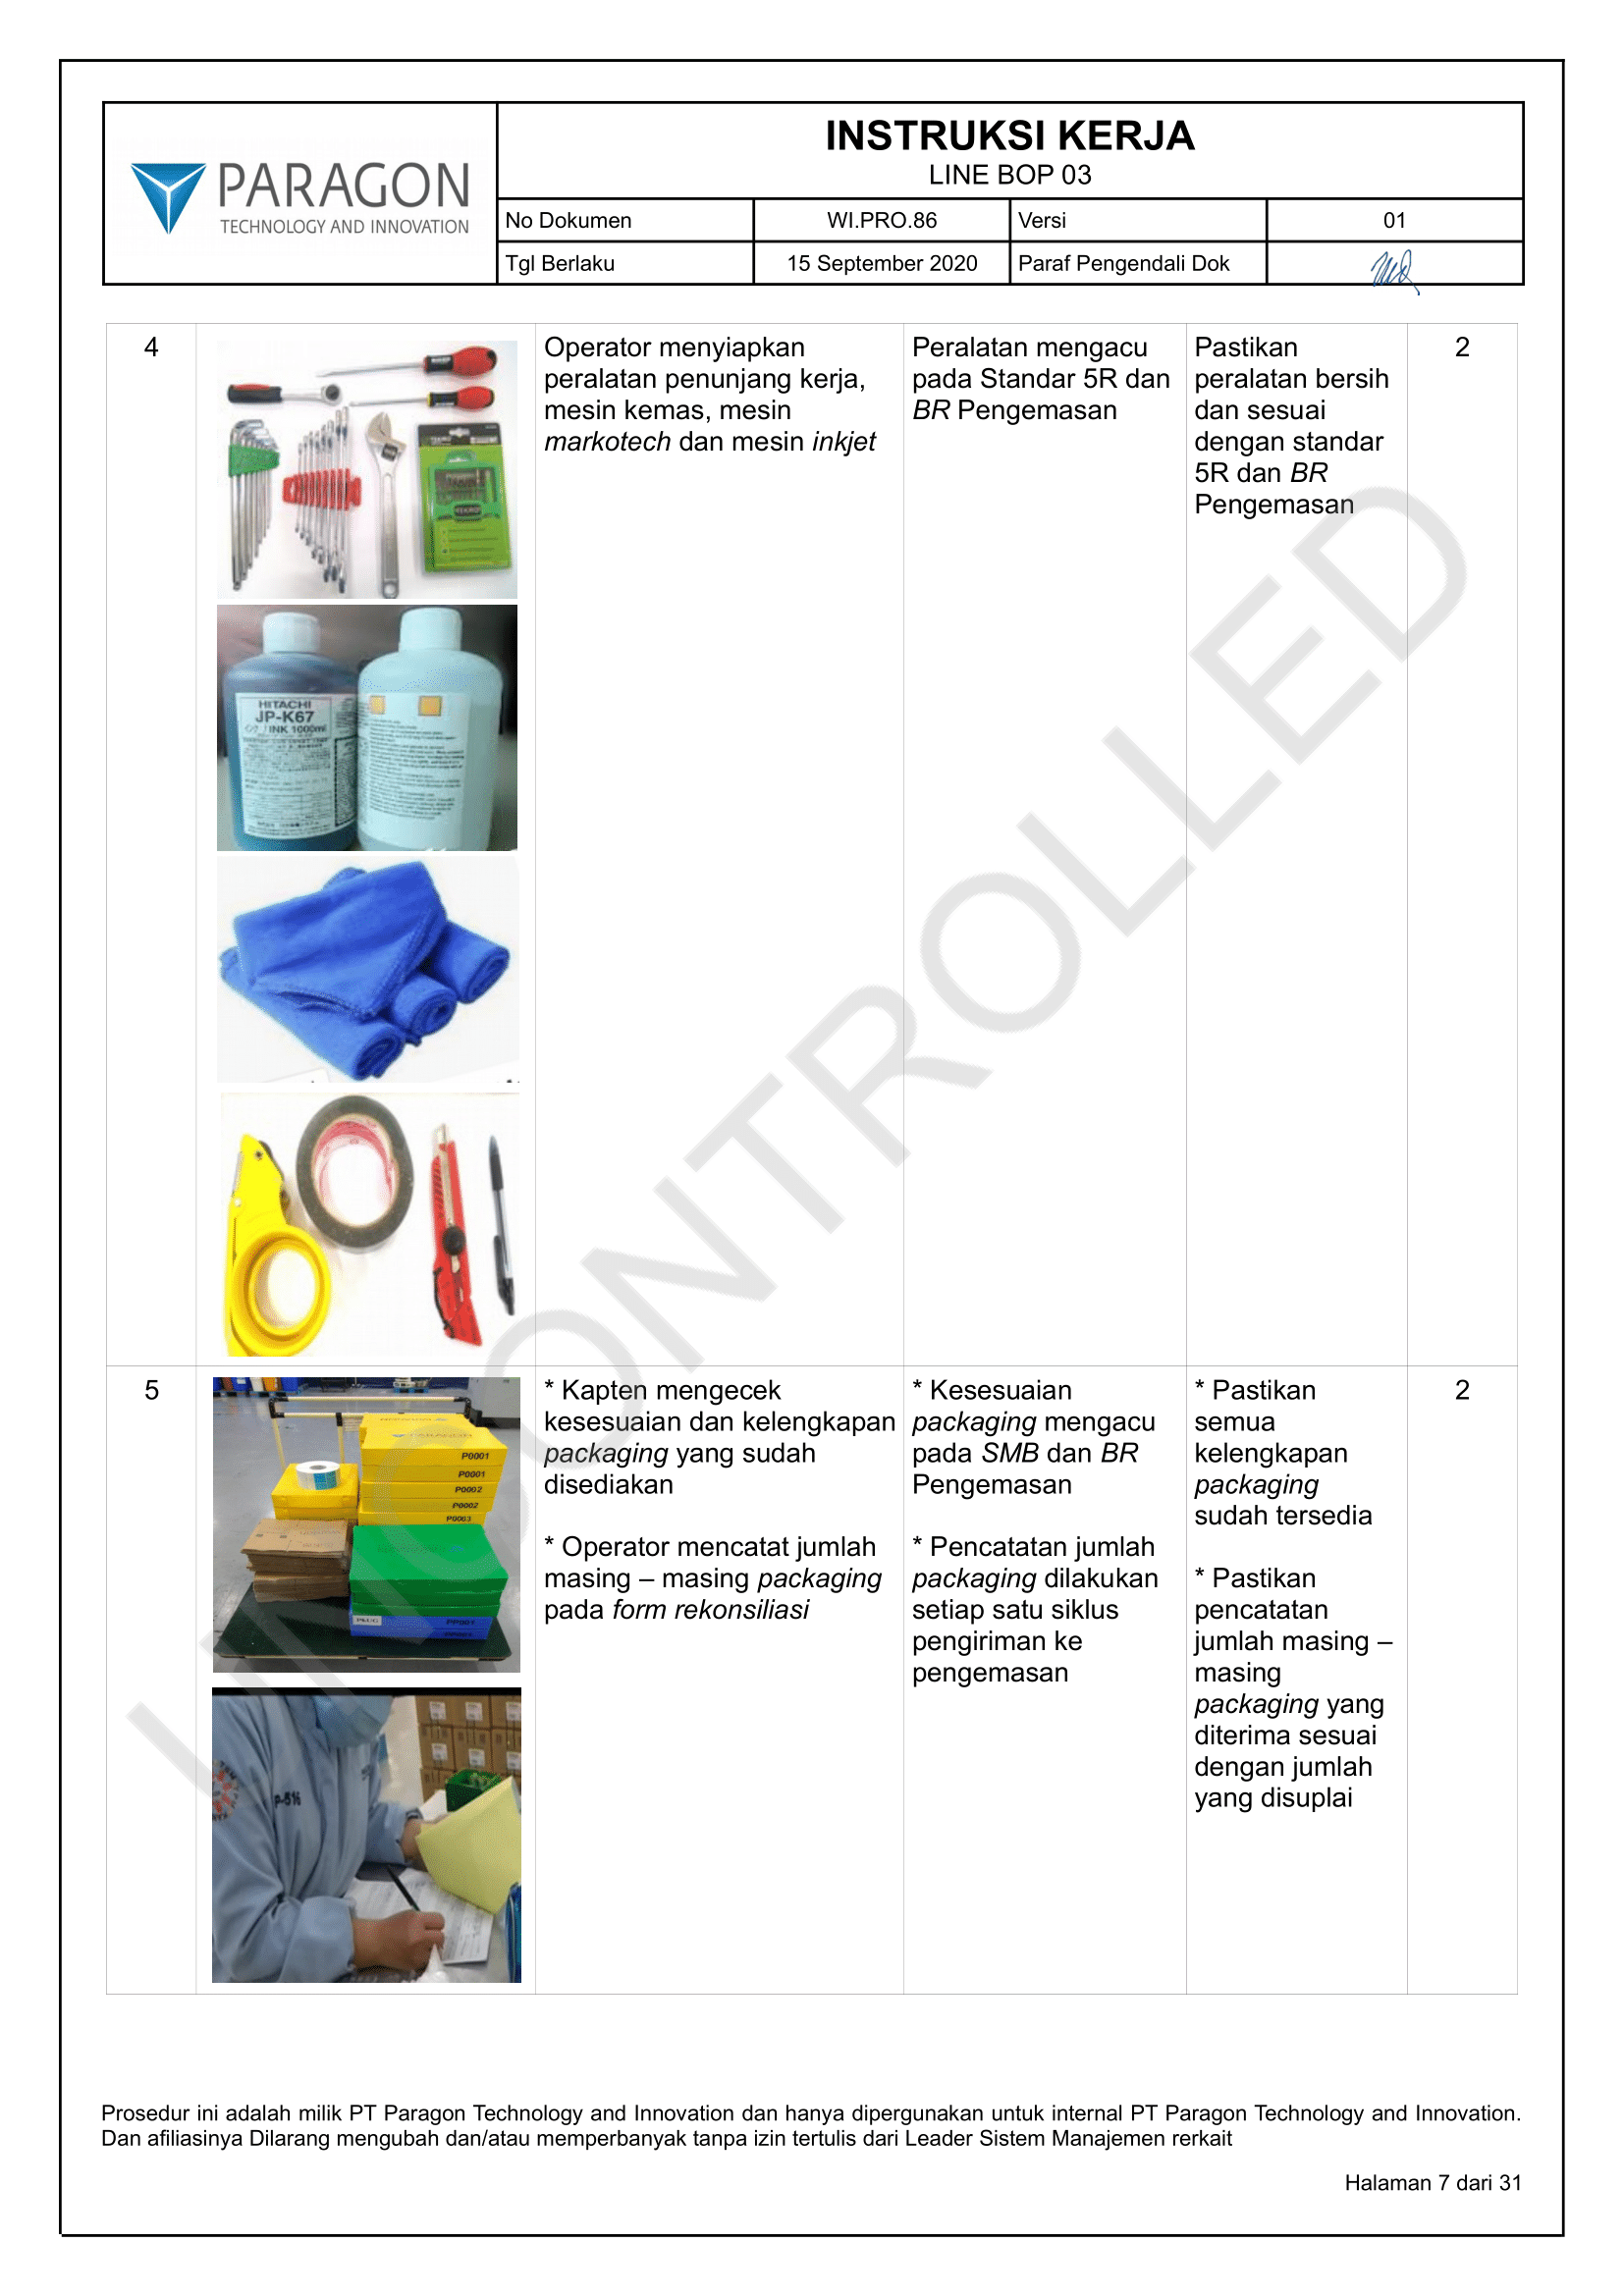 PARAGON
TECHNOLOGY AND INNOVATION
INSTRUKSI KERJA
LINE BOP 03
No Dokumen
WI.PRO.86
Versi
01
Tgl Berlaku
15 September 2020
Paraf Pengendali Dok
4
HITACHI
JP-K67
INK 1000ml
Operator menyiapkan
peralatan penunjang kerja,
mesin kemas, mesin
markotech dan mesin inkjet
Peralatan mengacu
pada Standar 5R dan
BR Pengemasan
Pastikan
peralatan bersih
dan sesuai
dengan standar
5R dan BR
Pengemasan
2
5
P0001
P0001
P0002
P0002
P0003
PLUG
PP001
* Kapten mengecek
kesesuaian dan kelengkapan
packaging yang sudah
disediakan
* Operator mencatat jumlah
masing – masing packaging
pada form rekonsiliasi
* Kesesuaian
packaging mengacu
pada SMB dan BR
Pengemasan
* Pencatatan jumlah
packaging dilakukan
setiap satu siklus
pengiriman ke
pengemasan
* Pastikan
semua
kelengkapan
packaging
sudah tersedia
* Pastikan
pencatatan
jumlah masing –
masing
packaging yang
diterima sesuai
dengan jumlah
yang disuplai
2
Prosedur ini adalah milik PT Paragon Technology and Innovation dan hanya dipergunakan untuk internal PT Paragon Technology and Innovation.
Dan afiliasinya Dilarang mengubah dan/atau memperbanyak tanpa izin tertulis dari Leader Sistem Manajemen rerkait
Halaman 7 dari 31